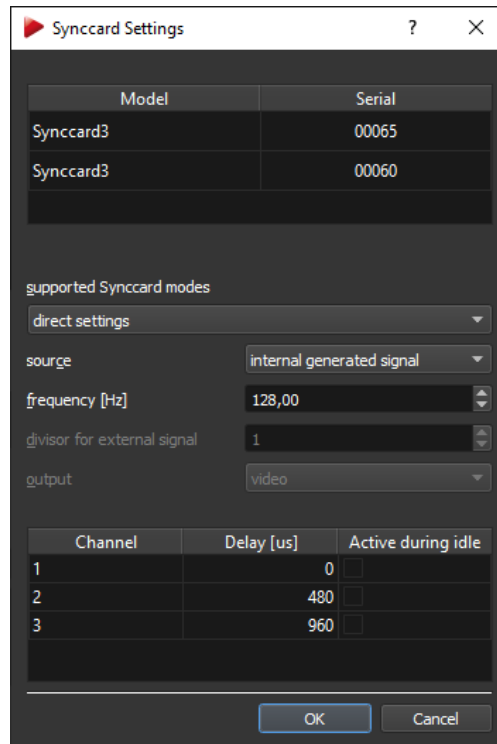 Synccard Settings ?
Model Serial
Synccard3 00065
Synccard3 00060
supported Synccard modes
direct settings
source internal generated signal
frequency [Hz] 128,00
divisor for external signal 1
output video
Channel Delay [us] Active during idle
1 0
2 480
3 960
OK Cancel